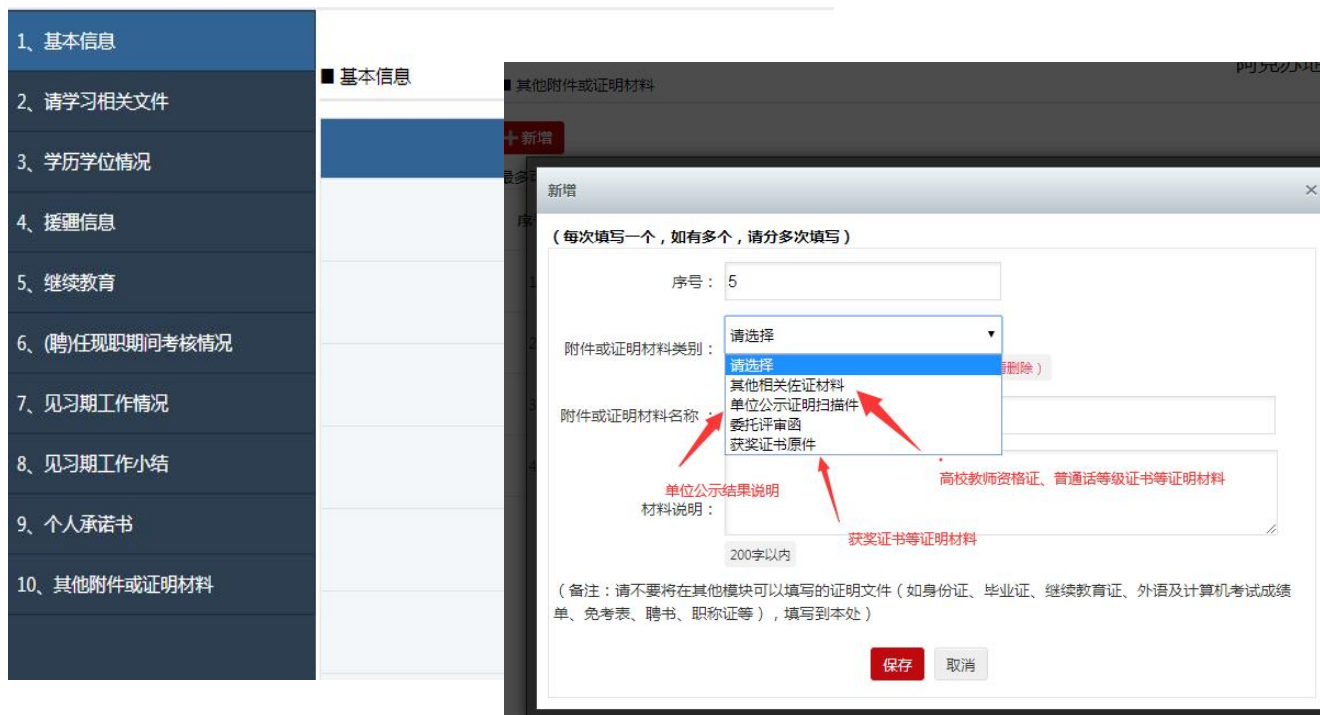 1、基本信息
2、请学习相关文件
3、学历学位情况
4、援疆信息
5、继续教育
6、(聘)任现职期间考核情况
7、见习期工作情况
8、见习期工作小结
9、个人承诺书
10、其他附件或证明材料
■ 基本信息
■ 其他附件或证明材料
+新增
最多
序
新增
×
(每次填写一个，如有多个，请分多次填写)
序号：
5
附件或证明材料类别：
请选择
请选择
其他相关佐证材料
单位公示证明扫描件
委托评审函
获奖证书原件
删除）
附件或证明材料名称：
高校教师资格证、普通话等级证书等证明材料
单位公示结果说明
材料说明：
获奖证书等证明材料
200字以内
（备注：请不要将在其他模块可以填写的证明文件（如身份证、毕业证、继续教育证、外语及计算机考试成绩
单、免考表、聘书、职称证等），填写到本处）
保存
取消